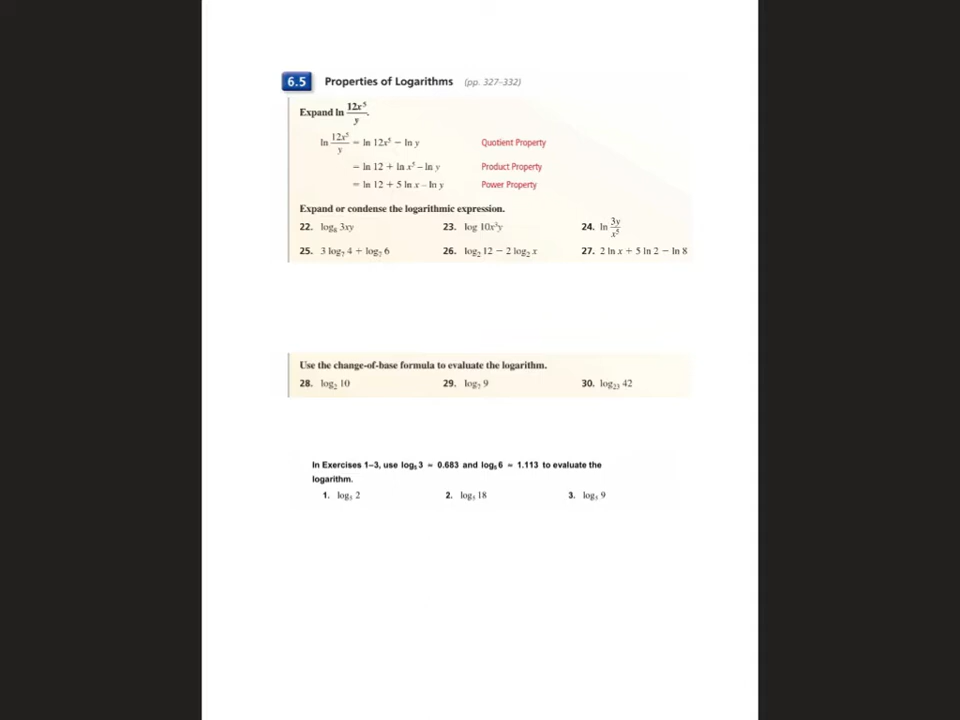 6.5 Properties of Logarithms (pp. 327–332)
Expand ln 12x⁵/y.
ln 12x⁵/y = ln 12x⁵ − ln y Quotient Property
= ln 12 + ln x⁵ − ln y Product Property
= ln 12 + 5 ln x − ln y Power Property
Expand or condense the logarithmic expression.
22. log₈ 3xy 23. log 10x³y 24. ln 3y/x⁵
25. 3 log₇ 4 + log₇ 6 26. log₂ 12 − 2 log₂ x 27. 2 ln x + 5 ln 2 − ln 8
Use the change-of-base formula to evaluate the logarithm.
28. log₂ 10 29. log₇ 9 30. log₂₃ 42
In Exercises 1–3, use log₅ 3 ≈ 0.683 and log₅ 6 ≈ 1.113 to evaluate the
logarithm.
1. log₅ 2 2. log₅ 18 3. log₅ 9